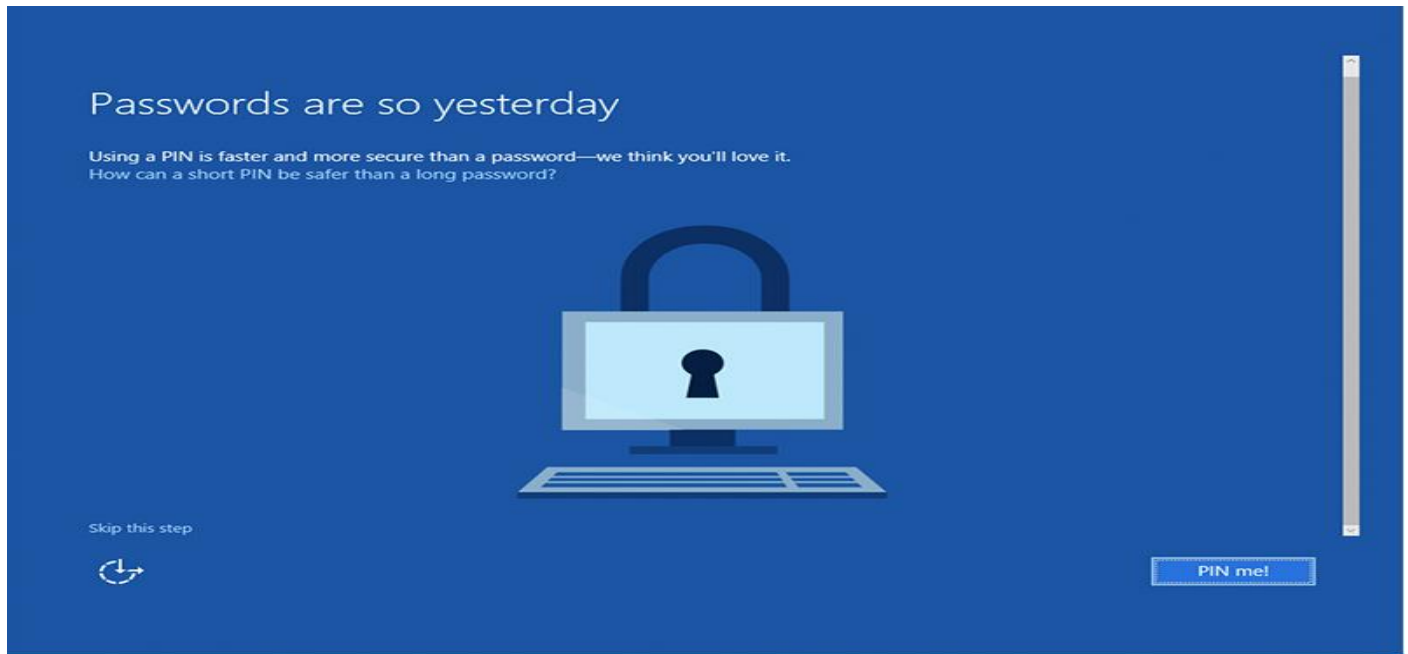 Passwords are so yesterday
Using a PIN is faster and more secure than a password—we think you'll love it.
How can a short PIN be safer than a long password?
Skip this step
PIN me!